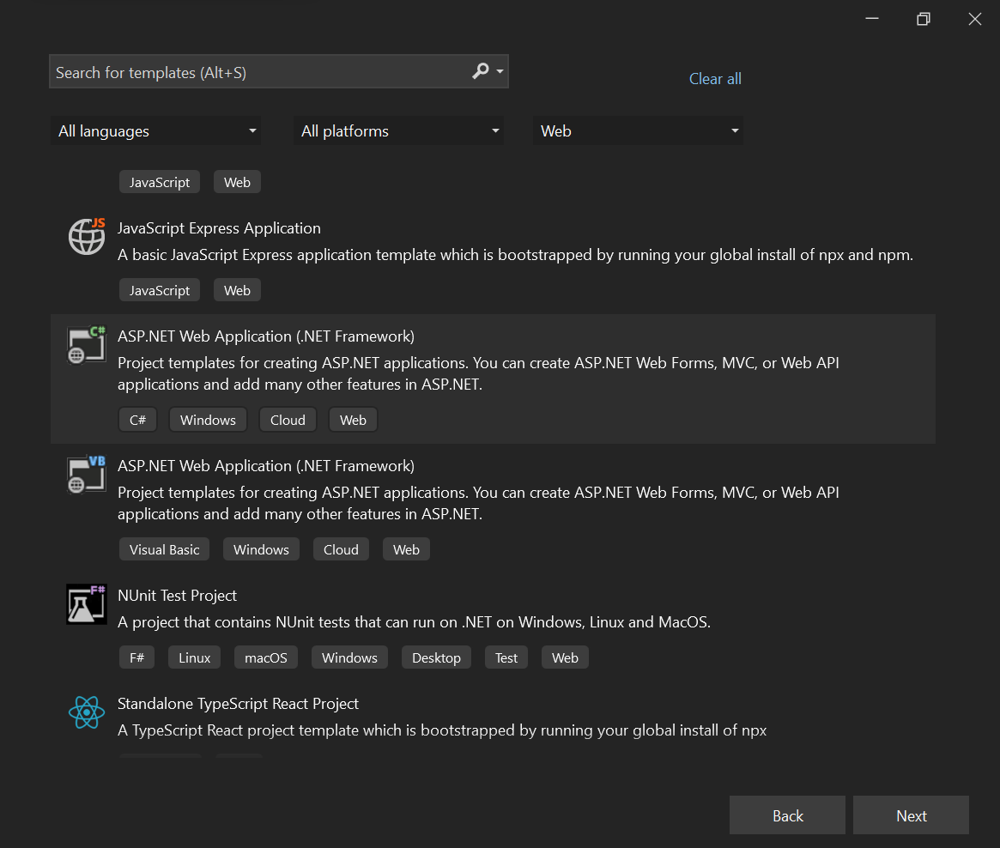 Search for templates (Alt+S)
Clear all
All languages
All platforms
Web
JavaScript
Web
JS
JavaScript Express Application
A basic JavaScript Express application template which is bootstrapped by running your global install of npx and npm.
JavaScript
Web
C#
ASP.NET Web Application (.NET Framework)
Project templates for creating ASP.NET applications. You can create ASP.NET Web Forms, MVC, or Web API
applications and add many other features in ASP.NET.
C#
Windows
Cloud
Web
VB
ASP.NET Web Application (.NET Framework)
Project templates for creating ASP.NET applications. You can create ASP.NET Web Forms, MVC, or Web API
applications and add many other features in ASP.NET.
Visual Basic
Windows
Cloud
Web
F#
NUnit Test Project
A project that contains NUnit tests that can run on .NET on Windows, Linux and MacOS.
F#
Linux
macOS
Windows
Desktop
Test
Web
Standalone TypeScript React Project
A TypeScript React project template which is bootstrapped by running your global install of npx
Back
Next